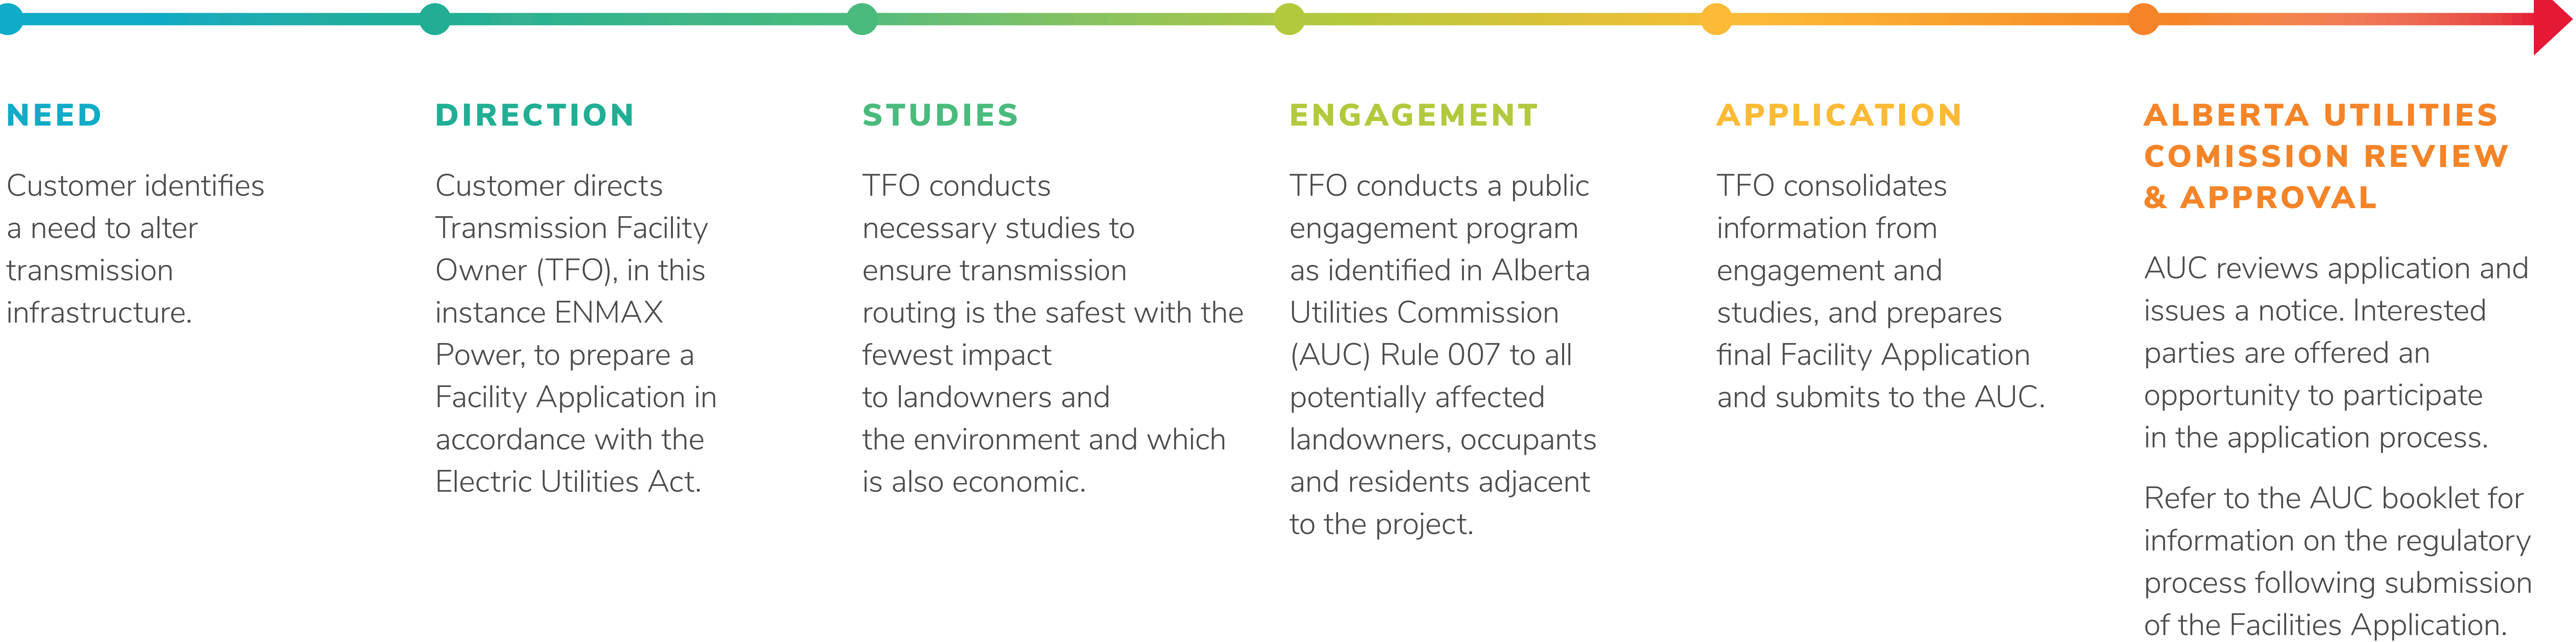 NEED
Customer identifies
a need to alter
transmission
infrastructure.
DIRECTION
Customer directs
Transmission Facility
Owner (TFO), in this
instance ENMAX
Power, to prepare a
Facility Application in
accordance with the
Electric Utilities Act.
STUDIES
TFO conducts
necessary studies to
ensure transmission
routing is the safest with the
fewest impact
to landowners and
the environment and which
is also economic.
ENGAGEMENT
TFO conducts a public
engagement program
as identified in Alberta
Utilities Commission
(AUC) Rule 007 to all
potentially affected
landowners, occupants
and residents adjacent
to the project.
APPLICATION
TFO consolidates
information from
engagement and
studies, and prepares
final Facility Application
and submits to the AUC.
ALBERTA UTILITIES
COMISSION REVIEW
& APPROVAL
AUC reviews application and
issues a notice. Interested
parties are offered an
opportunity to participate
in the application process.
Refer to the AUC booklet for
information on the regulatory
process following submission
of the Facilities Application.